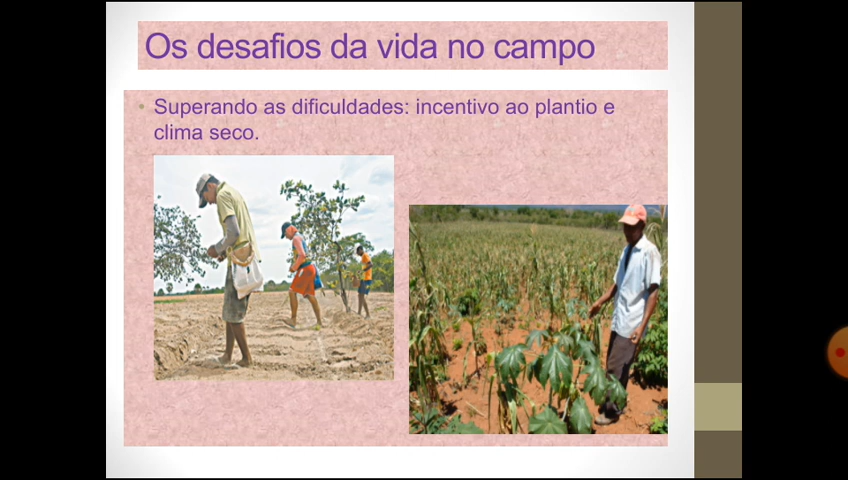 Os desafios da vida no campo
Superando as dificuldades: incentivo ao plantio e
clima seco.